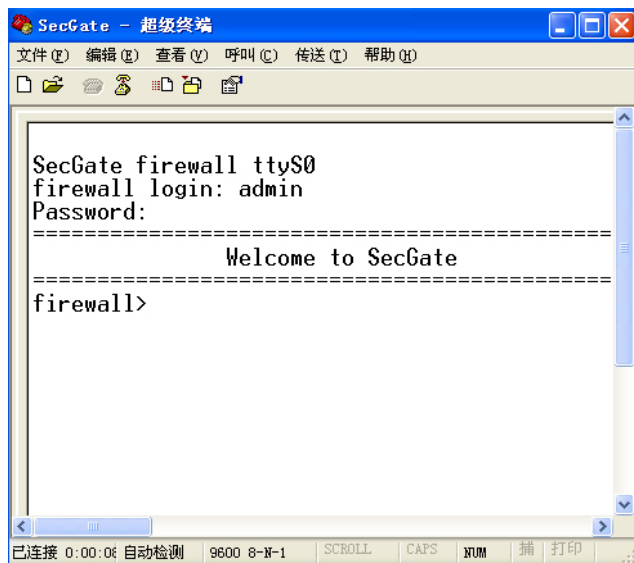 SecGate - 超级终端
文件(F) 编辑(E) 查看(V) 呼叫(C) 传送(T) 帮助(H)
SecGate firewall ttyS0
firewall login: admin
Password:
=============================================
Welcome to SecGate
=============================================
firewall>
已连接 0:00:08 自动检测 9600 8-N-1 SCROLL CAPS NUM 捕 打印